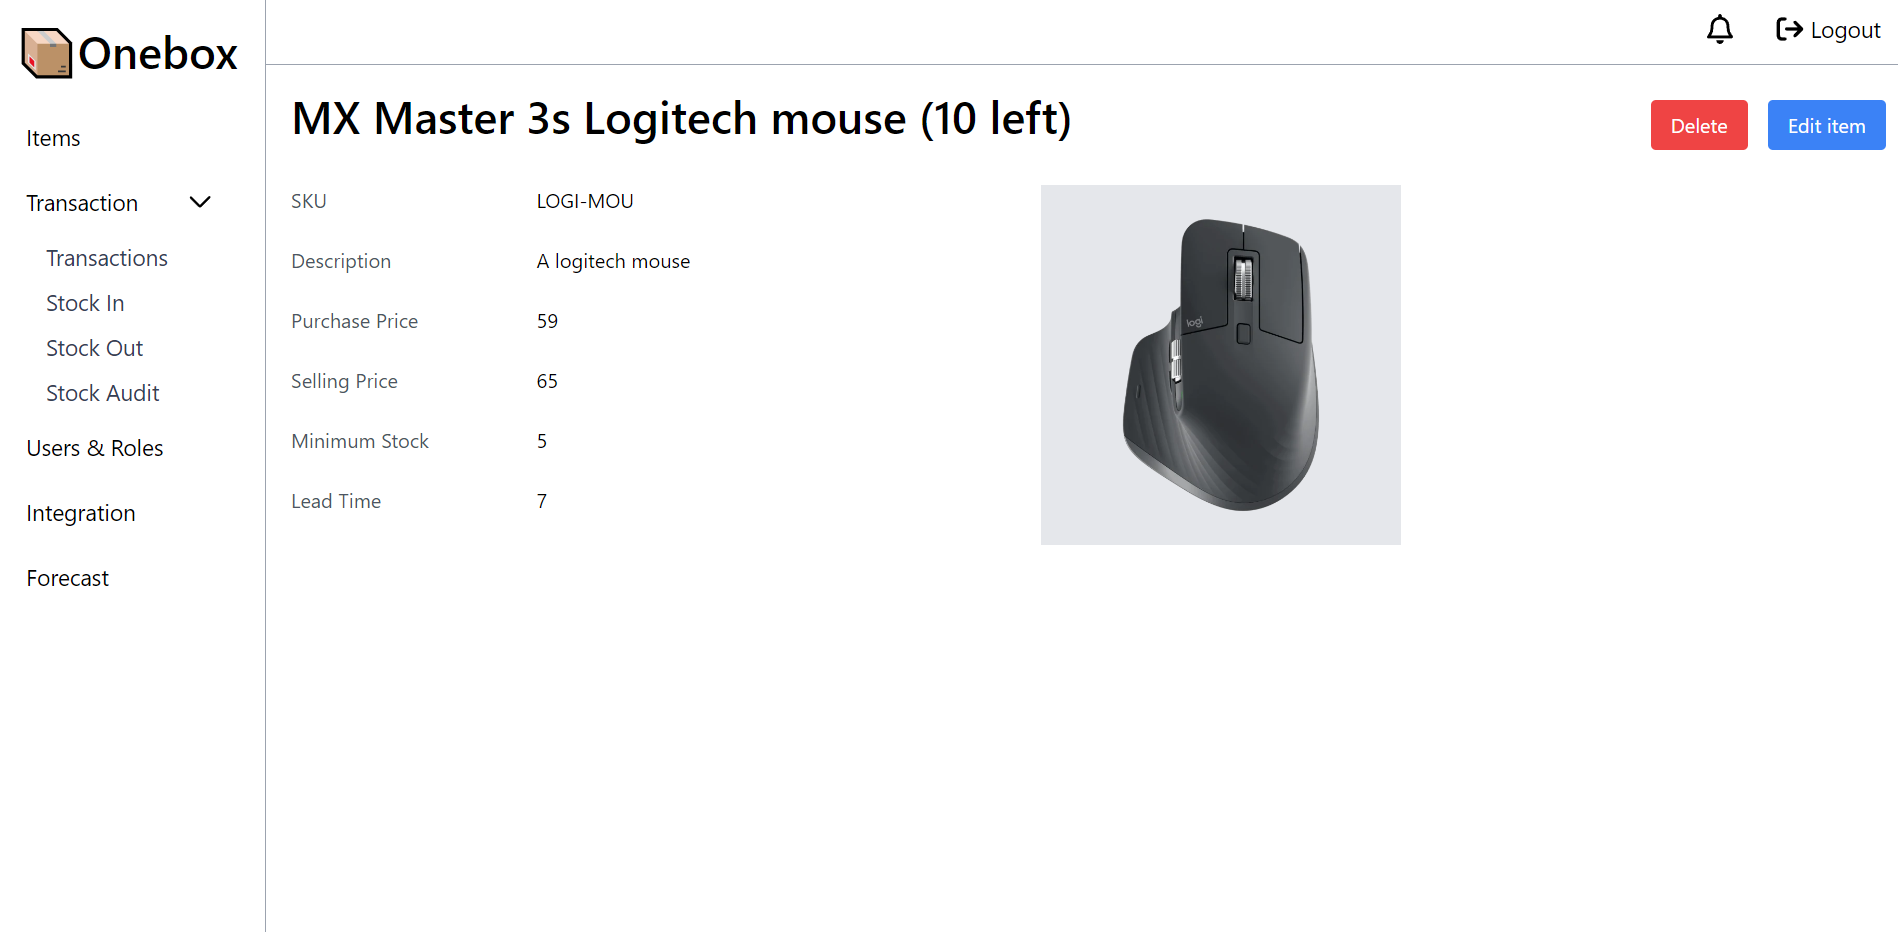 Onebox
Logout
Items
Transaction
Transactions
Stock In
Stock Out
Stock Audit
Users & Roles
Integration
Forecast
MX Master 3s Logitech mouse (10 left)
Delete
Edit item
SKU LOGI-MOU
Description A logitech mouse
Purchase Price 59
Selling Price 65
Minimum Stock 5
Lead Time 7
logi